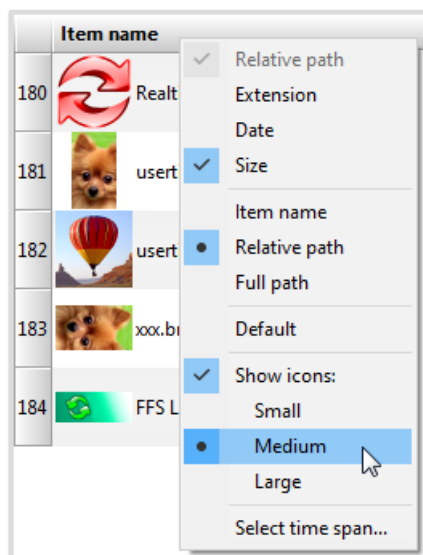 Item name
Relative path
180
Realt
Extension
Date
181
usert
Size
Item name
182
usert
Relative path
Full path
183
xxx.br
Default
Show icons:
184
FFS L
Small
Medium
Large
Select time span...